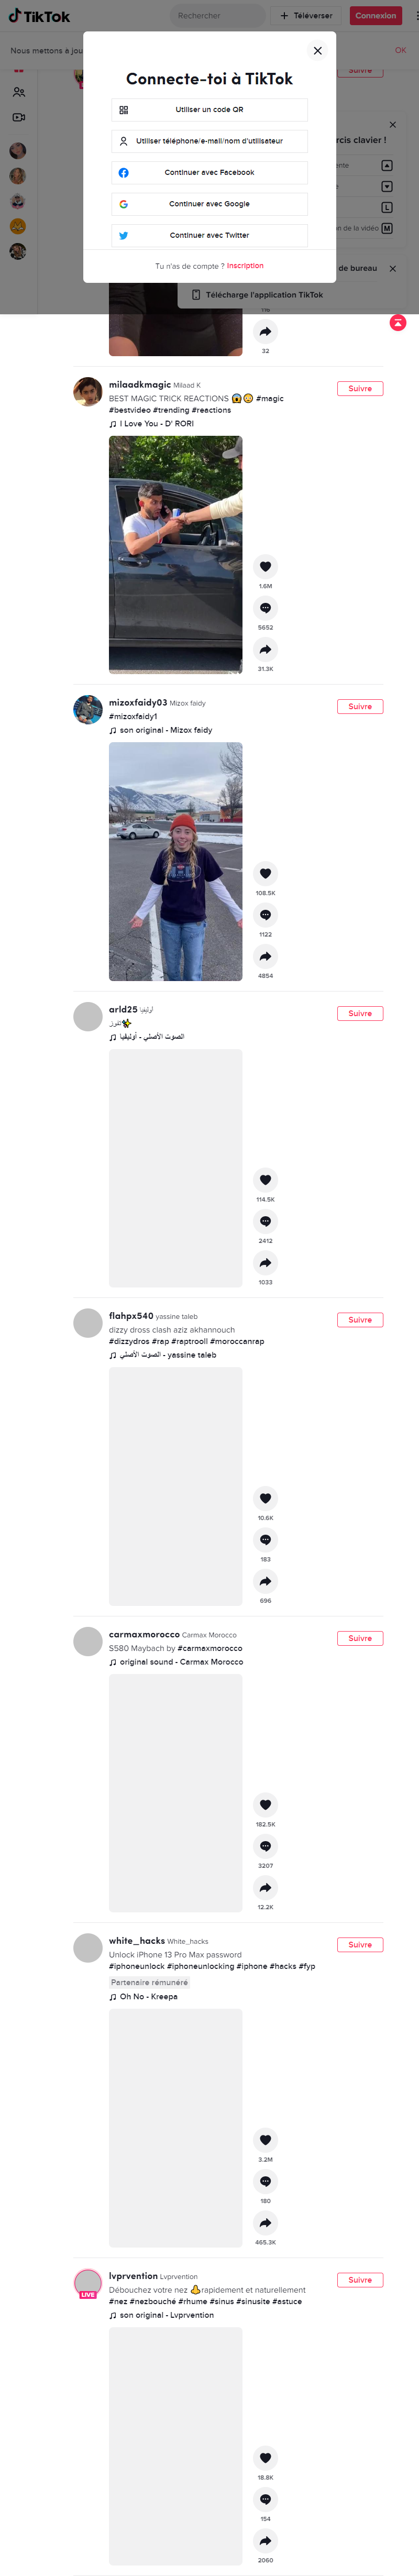 TikTok
Rechercher
Téléverser
Connexion
Nous mettons à jou
OK
Connecte-toi à TikTok
Utiliser un code QR
Utiliser téléphone/e-mail/nom d'utilisateur
Continuer avec Facebook
Continuer avec Google
Continuer avec Twitter
Tu n'as de compte ? Inscription
Suivre
rcis clavier !
ente
L
on de la vidéo M
de bureau
Télécharge l'application TikTok
32
milaadkmagic Milaad K
Suivre
BEST MAGIC TRICK REACTIONS 😱😳 #magic
#bestvideo #trending #reactions
I Love You - D' RORI
1.6M
5652
31.3K
mizoxfaidy03 Mizox faidy
Suivre
#mizoxfaidy1
son original - Mizox faidy
108.5K
1122
4854
arld25 أوليفيا
Suivre
الصوت الأصلي - أوليفيا
114.5K
2412
1033
flahpx540 yassine taleb
Suivre
dizzy dross clash aziz akhannouch
#dizzydros #rap #raptrooll #moroccanrap
الصوت الأصلي - yassine taleb
10.6K
183
696
carmaxmorocco Carmax Morocco
Suivre
S580 Maybach by #carmaxmorocco
original sound - Carmax Morocco
182.5K
3207
12.2K
white_hacks White_hacks
Suivre
Unlock iPhone 13 Pro Max password
#iphoneunlock #iphoneunlocking #iphone #hacks #fyp
Partenaire rémunéré
Oh No - Kreepa
3.2M
180
465.3K
lvprvention Lvprvention
Suivre
LIVE
Débouchez votre nez 👃rapidement et naturellement
#nez #nezbouché #rhume #sinus #sinusite #astuce
son original - Lvprvention
18.8K
154
2060